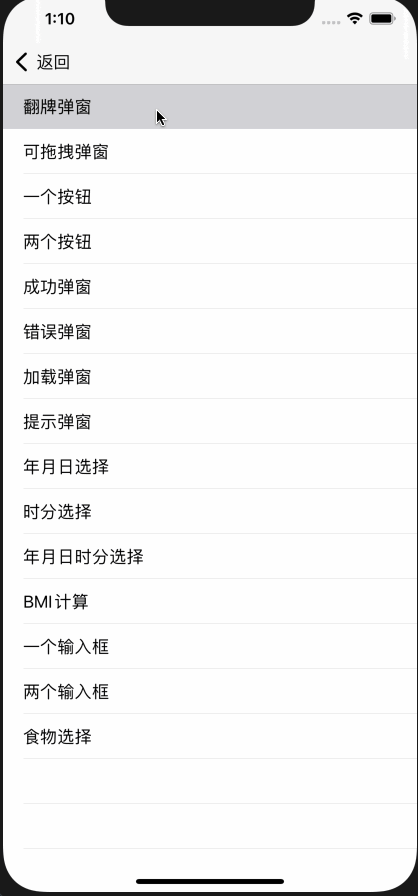 1:10
返回
翻牌弹窗
可拖拽弹窗
一个按钮
两个按钮
成功弹窗
错误弹窗
加载弹窗
提示弹窗
年月日选择
时分选择
年月日时分选择
BMI计算
一个输入框
两个输入框
食物选择